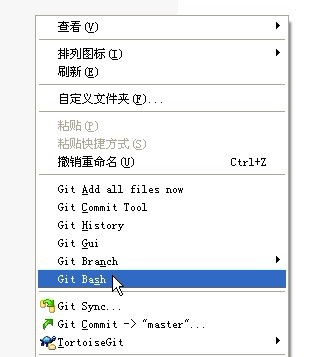 查看(V)
排列图标(I)
刷新(E)
自定义文件夹(F)...
粘贴(P)
粘贴快捷方式(S)
撤销重命名(U) Ctrl+Z
Git Add all files now
Git Commit Tool
Git History
Git Gui
Git Branch
Git Bash
Git Sync...
Git Commit -> "master"...
TortoiseGit